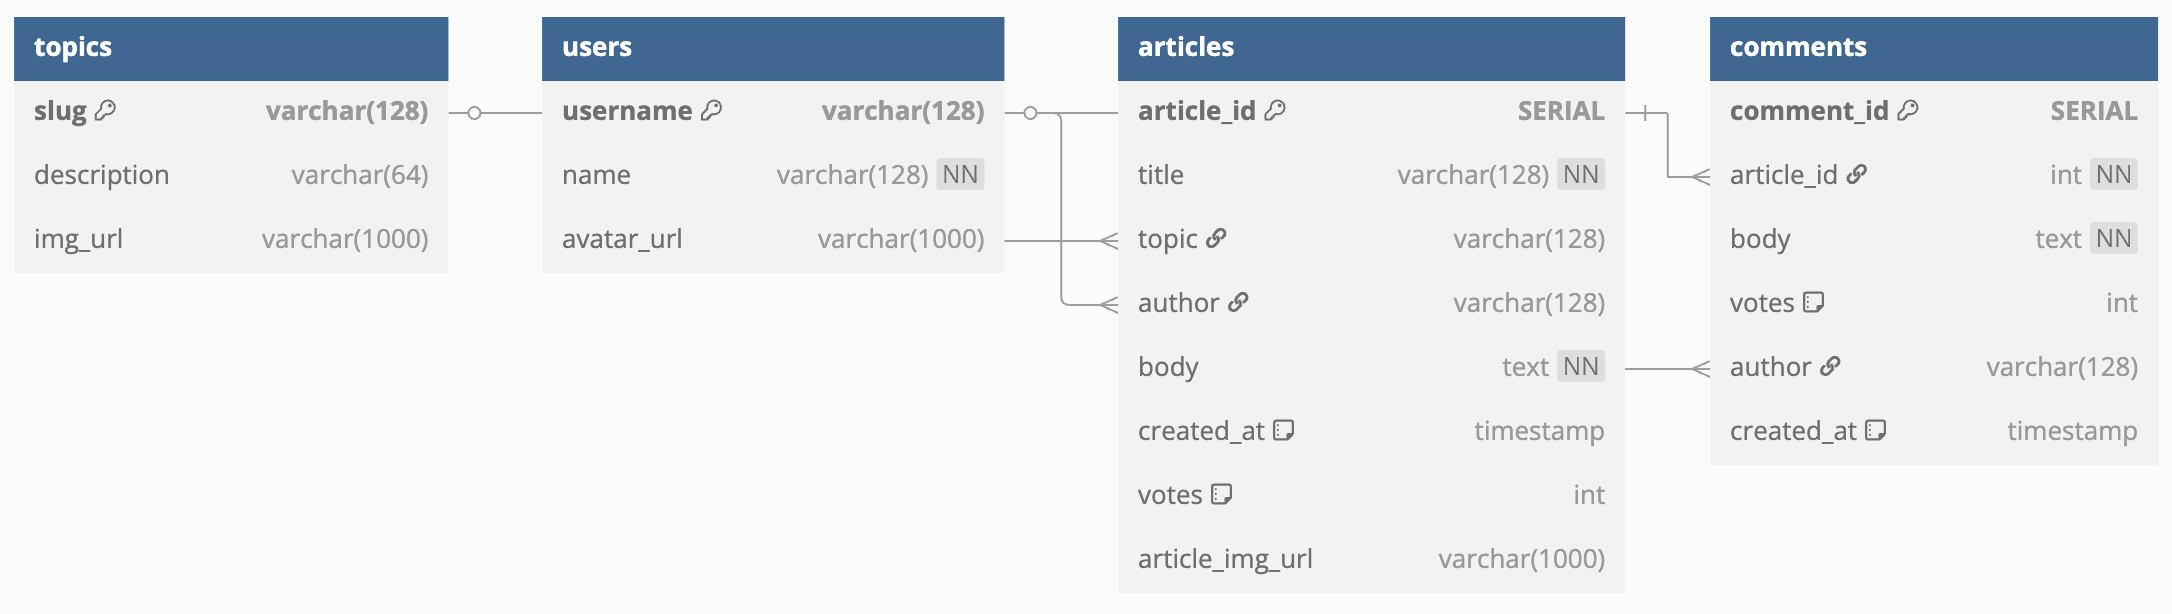 topics
slug varchar(128)
description varchar(64)
img_url varchar(1000)
users
username varchar(128)
name varchar(128) NN
avatar_url varchar(1000)
articles
article_id SERIAL
title varchar(128) NN
topic varchar(128)
author varchar(128)
body text NN
created_at timestamp
votes int
article_img_url varchar(1000)
comments
comment_id SERIAL
article_id int NN
body text NN
votes int
author varchar(128)
created_at timestamp